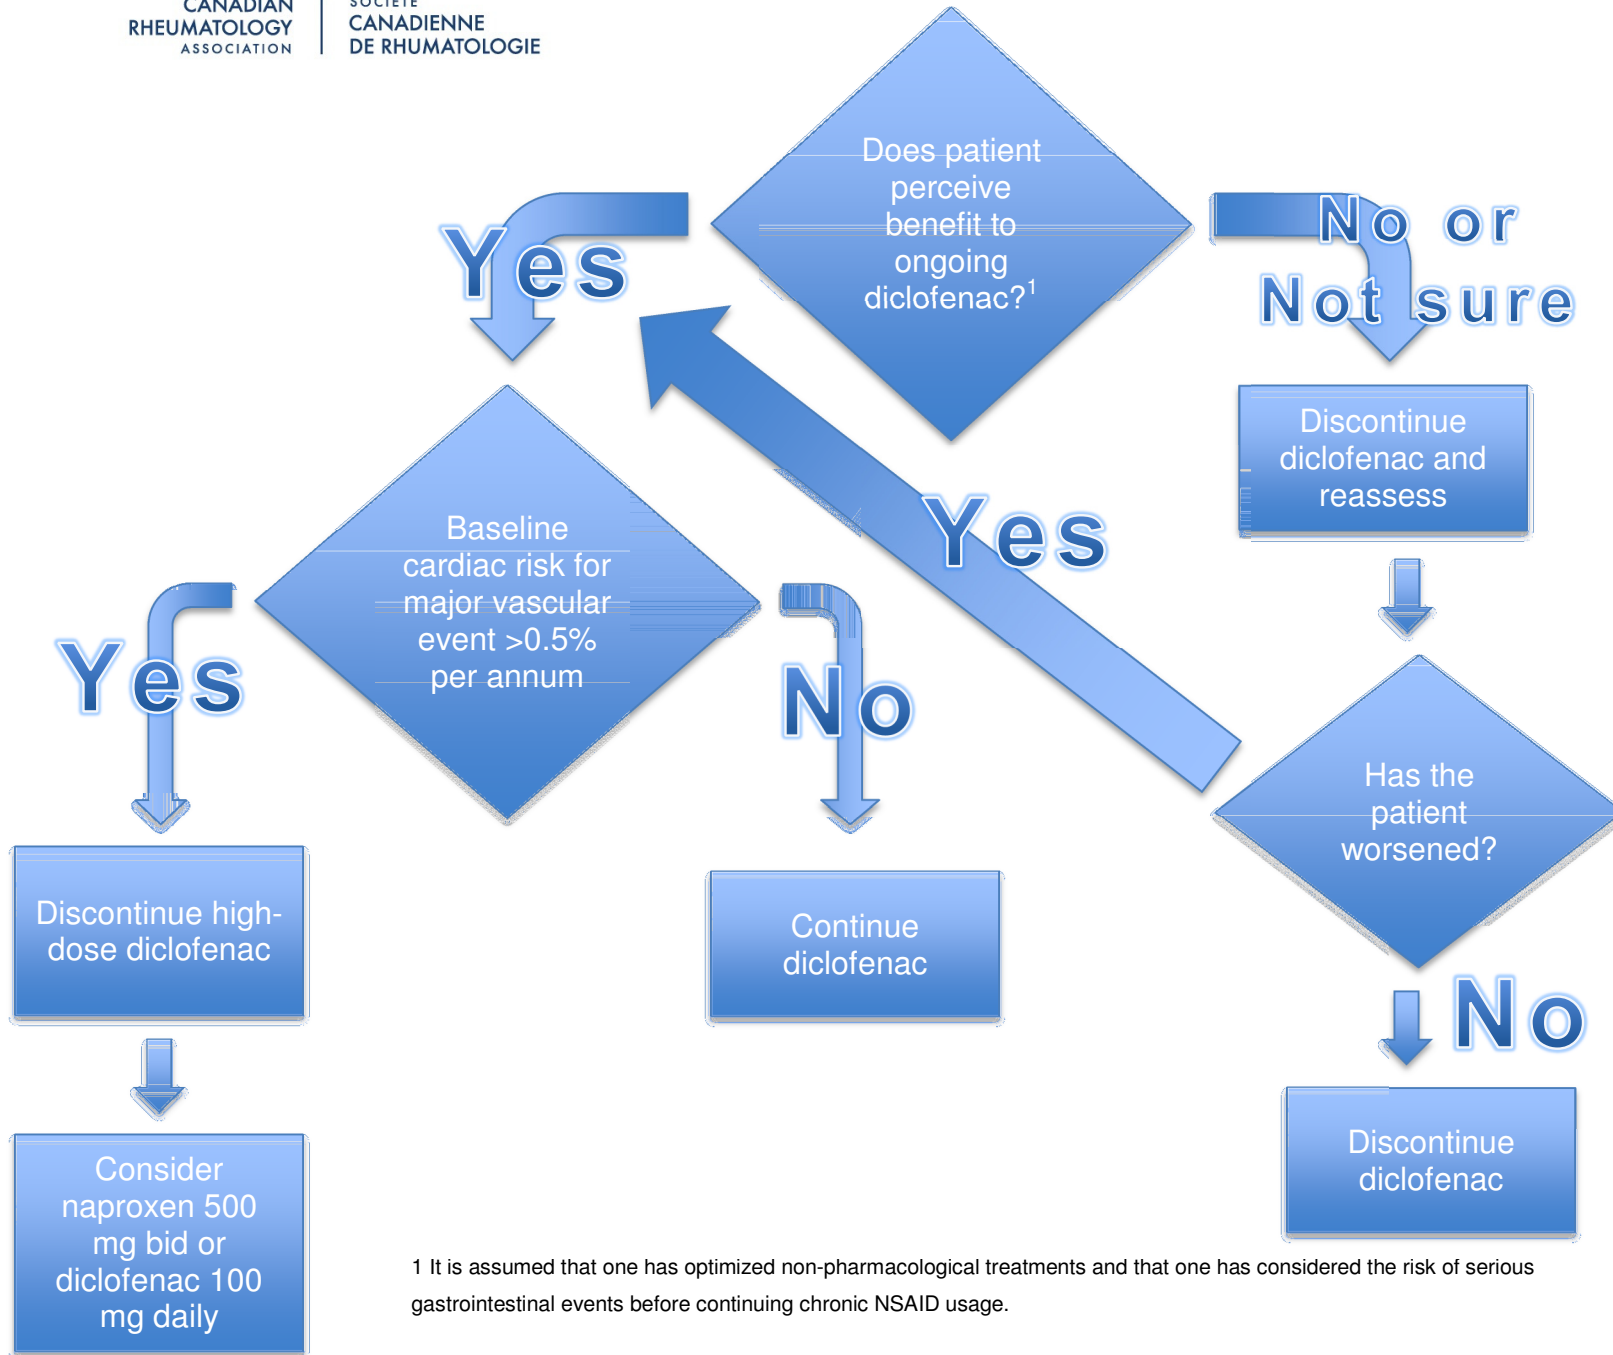 CANADIAN
RHEUMATOLOGY
ASSOCIATION
SOCIÉTÉ
CANADIENNE
DE RHUMATOLOGIE
Does patient
perceive
benefit to
ongoing
diclofenac?1
Yes
No or
Not sure
Discontinue
diclofenac and
reassess
Baseline
cardiac risk for
major vascular
event >0.5%
per annum
Yes
Yes
No
Has the
patient
worsened?
Discontinue high-
dose diclofenac
Continue
diclofenac
No
Consider
naproxen 500
mg bid or
diclofenac 100
mg daily
Discontinue
diclofenac
1 It is assumed that one has optimized non-pharmacological treatments and that one has considered the risk of serious
gastrointestinal events before continuing chronic NSAID usage.